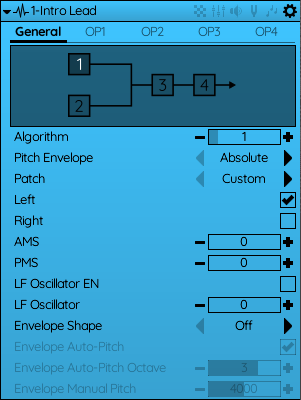 1-Intro Lead
General OP1 OP2 OP3 OP4
1
2
3 4
Algorithm 1
Pitch Envelope Absolute
Patch Custom
Left
Right
AMS 0
PMS 0
LF Oscillator EN
LF Oscillator 0
Envelope Shape Off
Envelope Auto-Pitch
Envelope Auto-Pitch Octave 3
Envelope Manual Pitch 4000